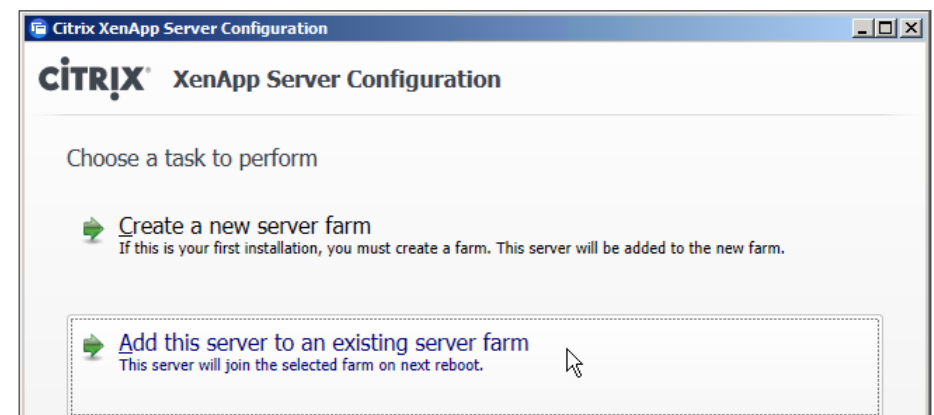 Citrix XenApp Server Configuration
CITRIX XenApp Server Configuration
Choose a task to perform
Create a new server farm
If this is your first installation, you must create a farm. This server will be added to the new farm.
Add this server to an existing server farm
This server will join the selected farm on next reboot.